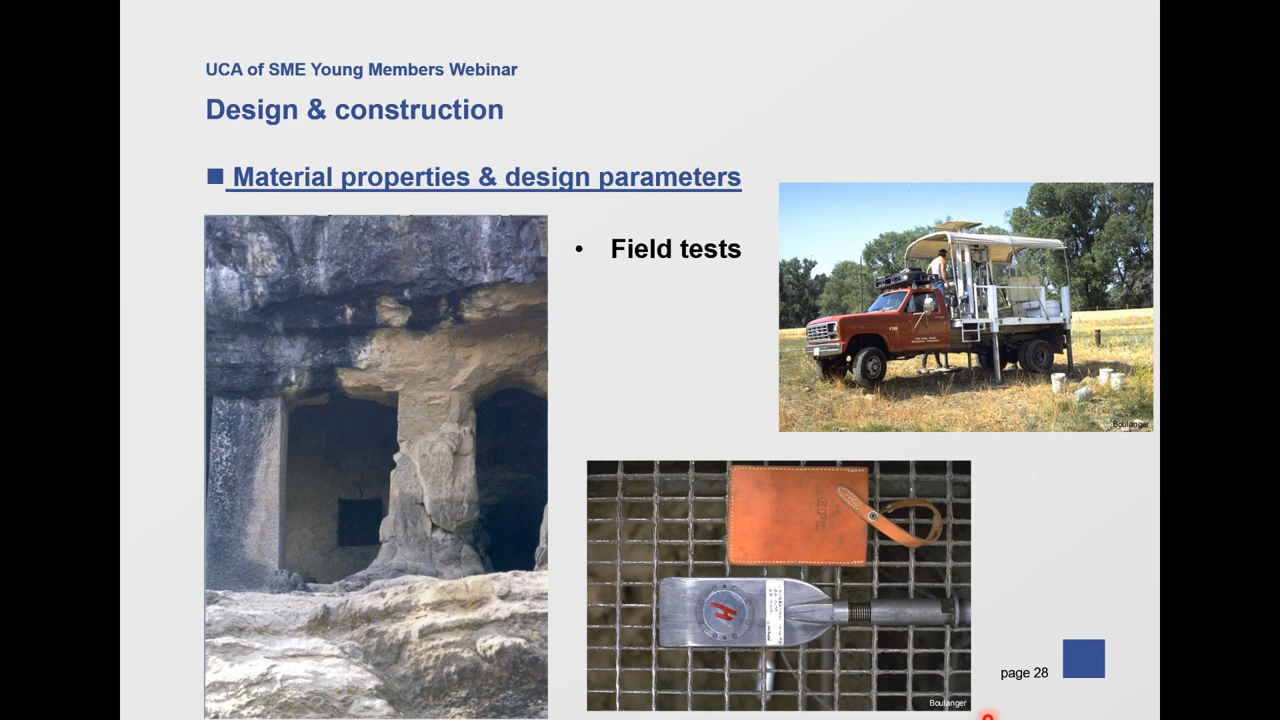 UCA of SME Young Members Webinar
Design & construction
Material properties & design parameters
• Field tests
Boulanger
Boulanger
page 28